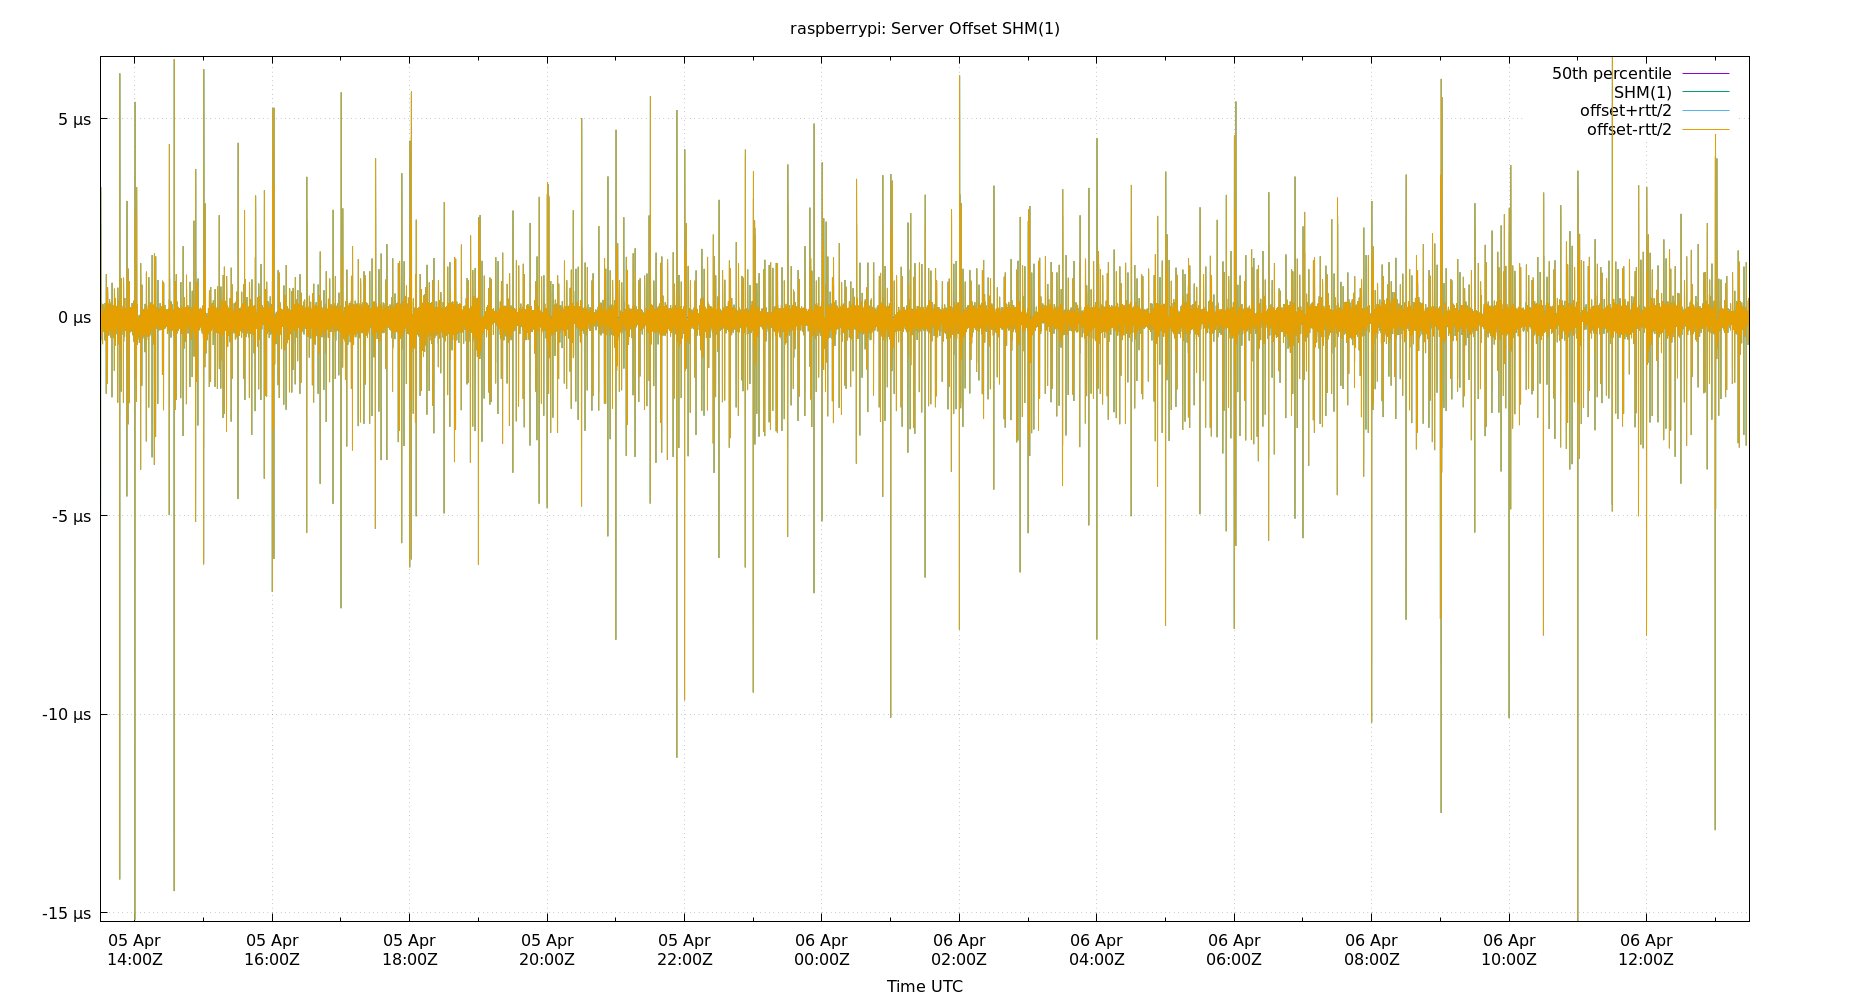 raspberrypi: Server Offset SHM(1)
50th percentile
SHM(1)
offset+rtt/2
offset-rtt/2
5 µs
0 µs
-5 µs
-10 µs
-15 µs
05 Apr 05 Apr 05 Apr 05 Apr 05 Apr 06 Apr 06 Apr 06 Apr 06 Apr 06 Apr 06 Apr 06 Apr
14:00Z 16:00Z 18:00Z 20:00Z 22:00Z 00:00Z 02:00Z 04:00Z 06:00Z 08:00Z 10:00Z 12:00Z
Time UTC